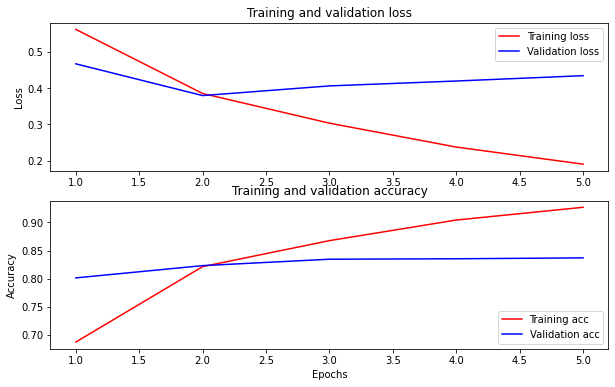 Training and validation loss
Training loss
Validation loss
Loss
0.5
0.4
0.3
0.2
1.0 1.5 2.0 2.5 3.0 3.5 4.0 4.5 5.0
Training and validation accuracy
Accuracy
0.90
0.85
0.80
0.75
0.70
Training acc
Validation acc
1.0 1.5 2.0 2.5 3.0 3.5 4.0 4.5 5.0
Epochs